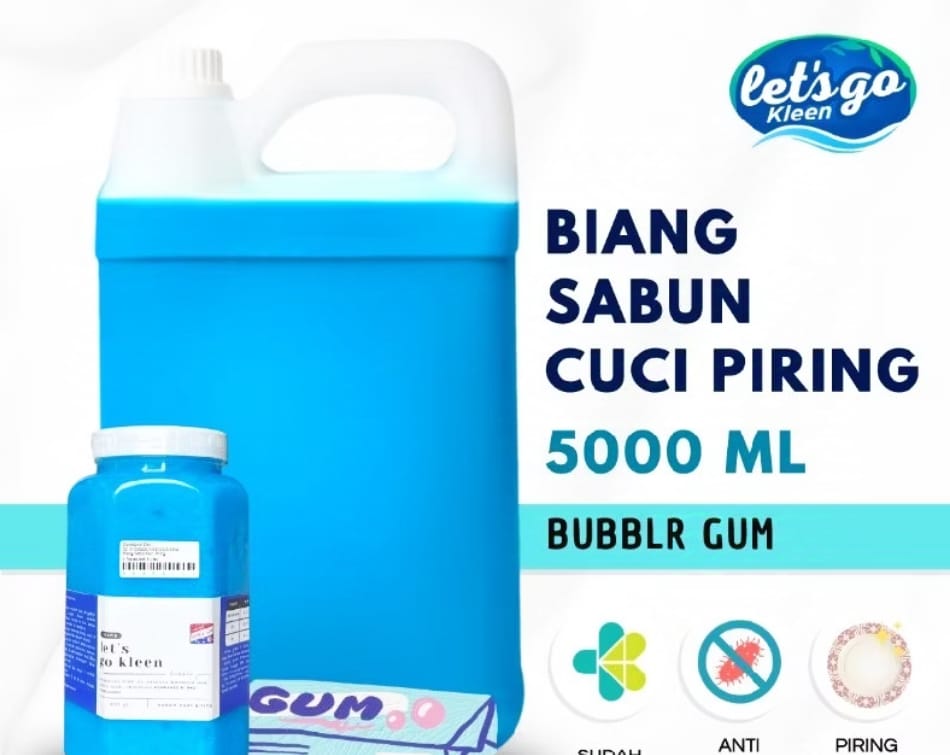 let's go
Kleen
BIANG
SABUN
CUCI PIRING
5000 ML
BUBBLR GUM
let's
go kleen
GUM
ANTI
PIRING
SUDAH